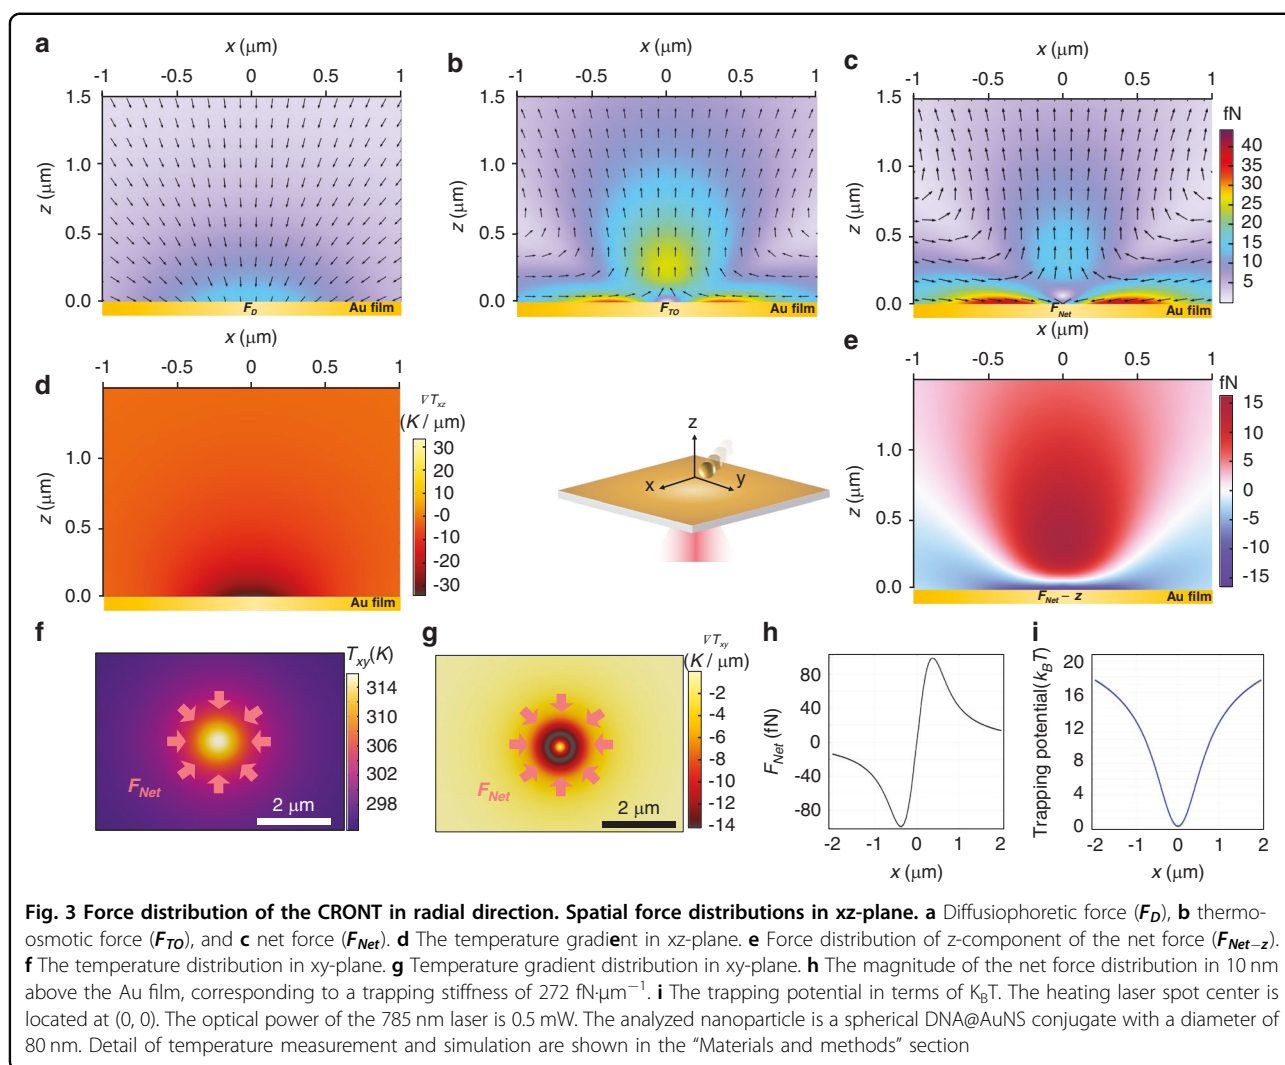 a
x (μm)
-1 -0.5 0 0.5 1
1.5
1.0
0.5
0.0
z (μm)
F_D
Au film
b
x (μm)
-1 -0.5 0 0.5 1
1.5
1.0
0.5
0.0
z (μm)
F_TO
Au film
c
x (μm)
-1 -0.5 0 0.5 1
1.5
1.0
0.5
0.0
z (μm)
F_Net
Au film
fN
40
35
30
25
20
15
10
5
d
x (μm)
-1 -0.5 0 0.5 1
1.0
0.5
0.0
z (μm)
Au film
∇T_xz
(K / μm)
30
20
10
-0
-10
-20
-30
z
x
y
e
x (μm)
-1 -0.5 0 0.5 1
1.0
0.5
0.0
z (μm)
F_Net – z
Au film
fN
15
10
5
0
-5
-10
-15
f
F_Net
2 μm
T_xy(K)
314
310
306
302
298
g
F_Net
2 μm
∇T_xy
(K / μm)
-2
-4
-6
-8
-10
-12
-14
h
F_Net (fN)
80
40
0
-40
-80
-2 -1 0 1 2
x (μm)
i
Trapping potential(k_BT)
20
16
12
8
4
0
-2 -1 0 1 2
x (μm)
Fig. 3 Force distribution of the CRONT in radial direction. Spatial force distributions in xz-plane. a Diffusiophoretic force (F_D), b thermo-
osmotic force (F_TO), and c net force (F_Net). d The temperature gradient in xz-plane. e Force distribution of z-component of the net force (F_Net−z).
f The temperature distribution in xy-plane. g Temperature gradient distribution in xy-plane. h The magnitude of the net force distribution in 10 nm
above the Au film, corresponding to a trapping stiffness of 272 fN·μm⁻¹. i The trapping potential in terms of K_BT. The heating laser spot center is
located at (0, 0). The optical power of the 785 nm laser is 0.5 mW. The analyzed nanoparticle is a spherical DNA@AuNS conjugate with a diameter of
80 nm. Detail of temperature measurement and simulation are shown in the “Materials and methods” section